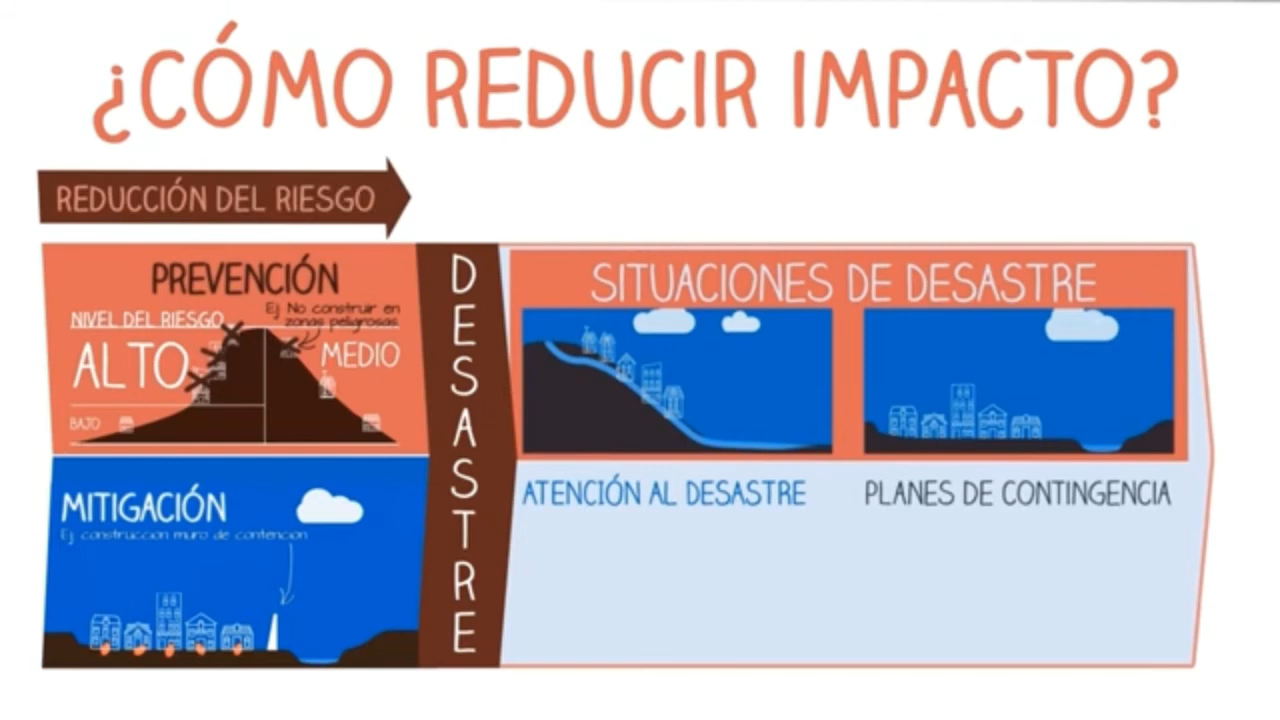 ¿CÓMO REDUCIR IMPACTO?
REDUCCIÓN DEL RIESGO
PREVENCIÓN
Ej No construir en
zonas peligrosas
NIVEL DEL RIESGO
ALTO
MEDIO
BAJO
MITIGACIÓN
Ej construccion muro de contencion
DESASTRE
SITUACIONES DE DESASTRE
ATENCIÓN AL DESASTRE
PLANES DE CONTINGENCIA